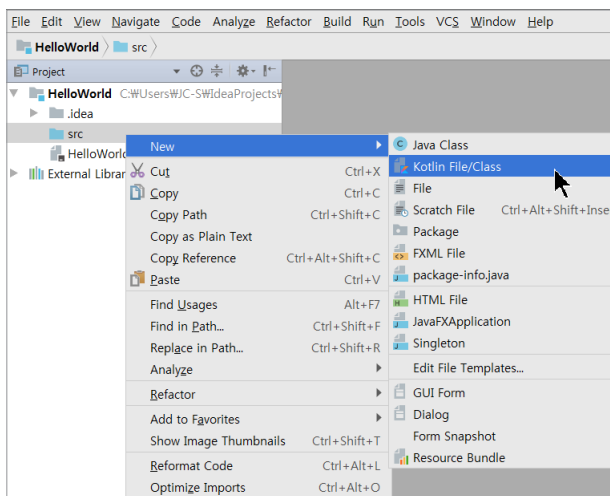 File Edit View Navigate Code Analyze Refactor Build Run Tools VCS Window Help
HelloWorld src
Project
HelloWorld C:₩Users₩JC-S₩IdeaProjects₩
.idea
src
HelloWorld
External Librar
New
Cut Ctrl+X
Copy Ctrl+C
Copy Path Ctrl+Shift+C
Copy as Plain Text
Copy Reference Ctrl+Alt+Shift+C
Paste Ctrl+V
Find Usages Alt+F7
Find in Path... Ctrl+Shift+F
Replace in Path... Ctrl+Shift+R
Analyze
Refactor
Add to Favorites
Show Image Thumbnails Ctrl+Shift+T
Reformat Code Ctrl+Alt+L
Optimize Imports Ctrl+Alt+O
Java Class
Kotlin File/Class
File
Scratch File Ctrl+Alt+Shift+Inse
Package
FXML File
package-info.java
HTML File
JavaFXApplication
Singleton
Edit File Templates...
GUI Form
Dialog
Form Snapshot
Resource Bundle